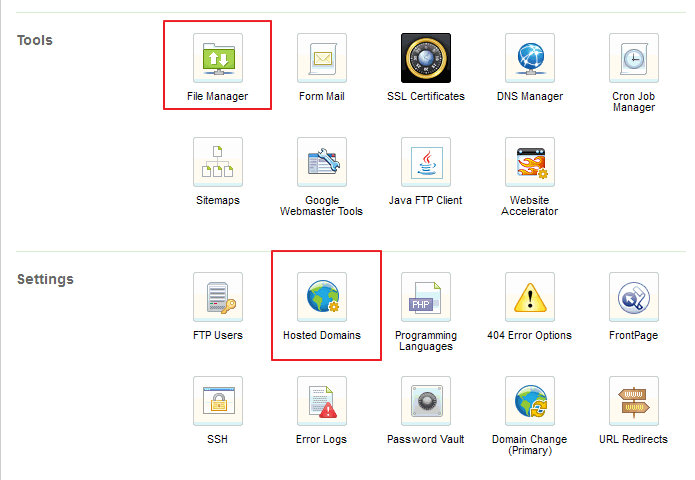 Tools
File Manager
Form Mail
SSL Certificates
DNS Manager
Cron Job
Manager
Sitemaps
Google
Webmaster Tools
Java FTP Client
Website
Accelerator
Settings
PHP
FTP Users
Hosted Domains
Programming
Languages
404 Error Options
FrontPage
SSH
Error Logs
Password Vault
Domain Change
(Primary)
URL Redirects